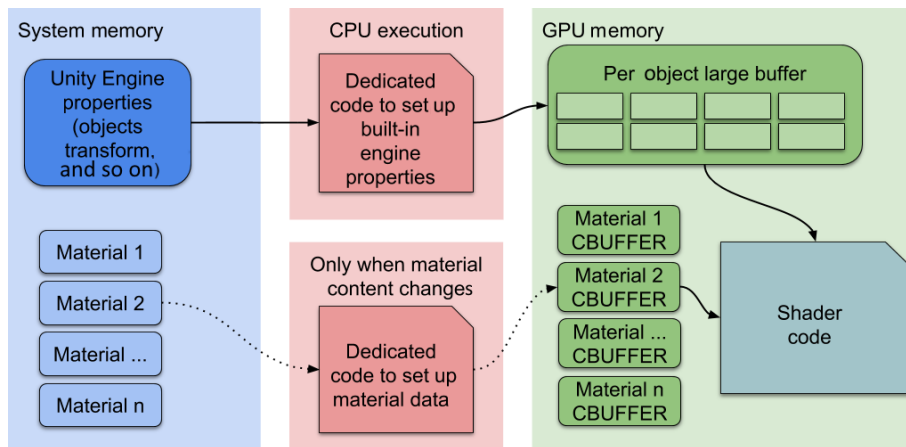 System memory
Unity Engine
properties
(objects
transform,
and so on)
Material 1
Material 2
Material ...
Material n
CPU execution
Dedicated
code to set up
built-in
engine
properties
Only when material
content changes
Dedicated
code to set up
material data
GPU memory
Per object large buffer
Material 1
CBUFFER
Material 2
CBUFFER
Material ...
CBUFFER
Material n
CBUFFER
Shader
code